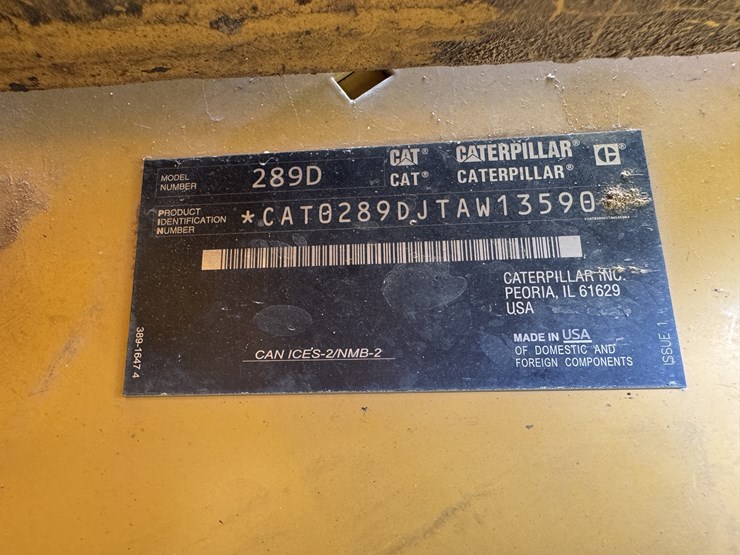 MODEL NUMBER 289D
CAT® CATERPILLAR® C®
CAT® CATERPILLAR®
PRODUCT IDENTIFICATION NUMBER *CAT0289DJTAW13590
CATERPILLAR INC.
PEORIA, IL 61629
USA
MADE IN USA
OF DOMESTIC AND
FOREIGN COMPONENTS
CAN ICES-2/NMB-2
389-1647 4
ISSUE 1